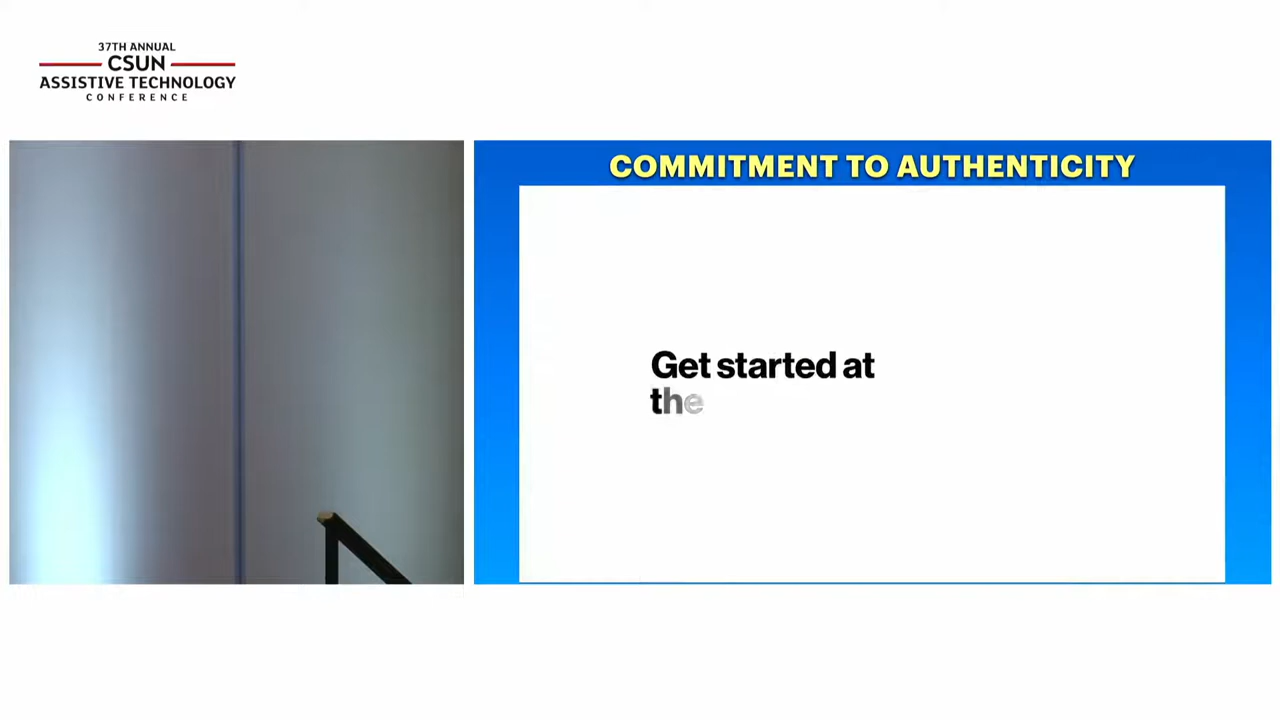 37TH ANNUAL
CSUN
ASSISTIVE TECHNOLOGY
CONFERENCE
COMMITMENT TO AUTHENTICITY
Get started at
the